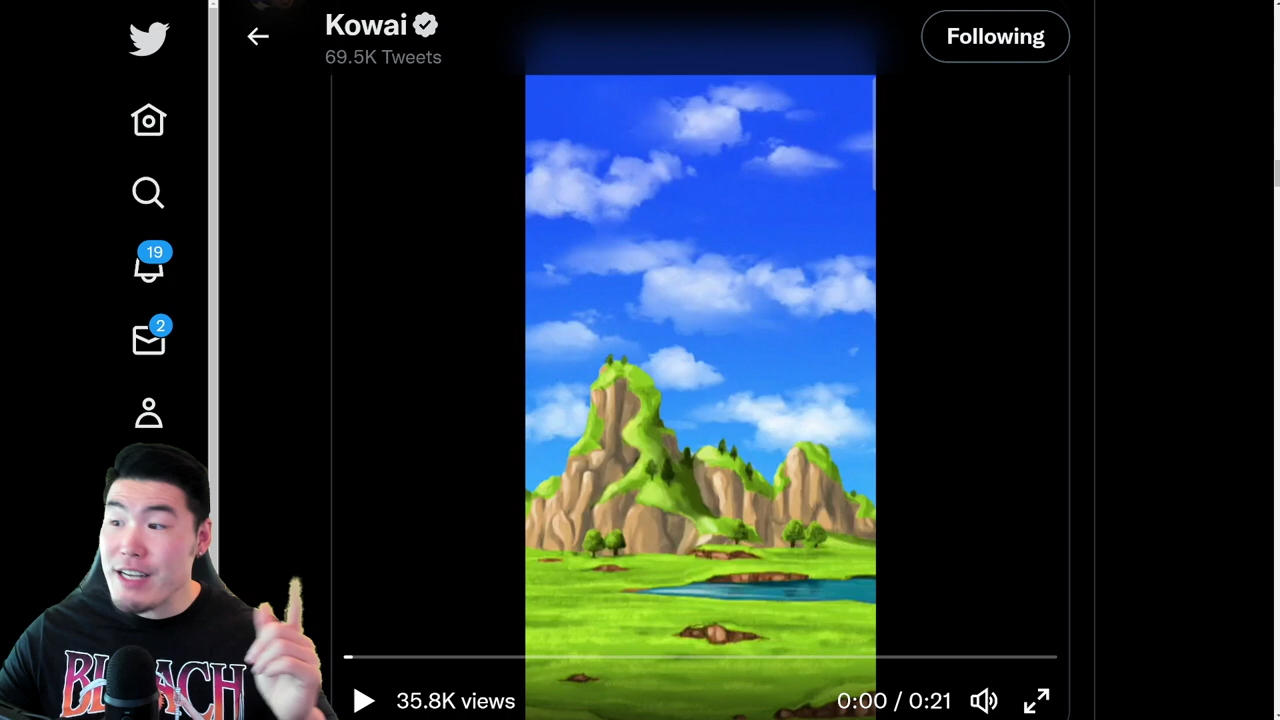 Kowai
69.5K Tweets
Following
19
2
35.8K views
0:00 / 0:21
BLEACH